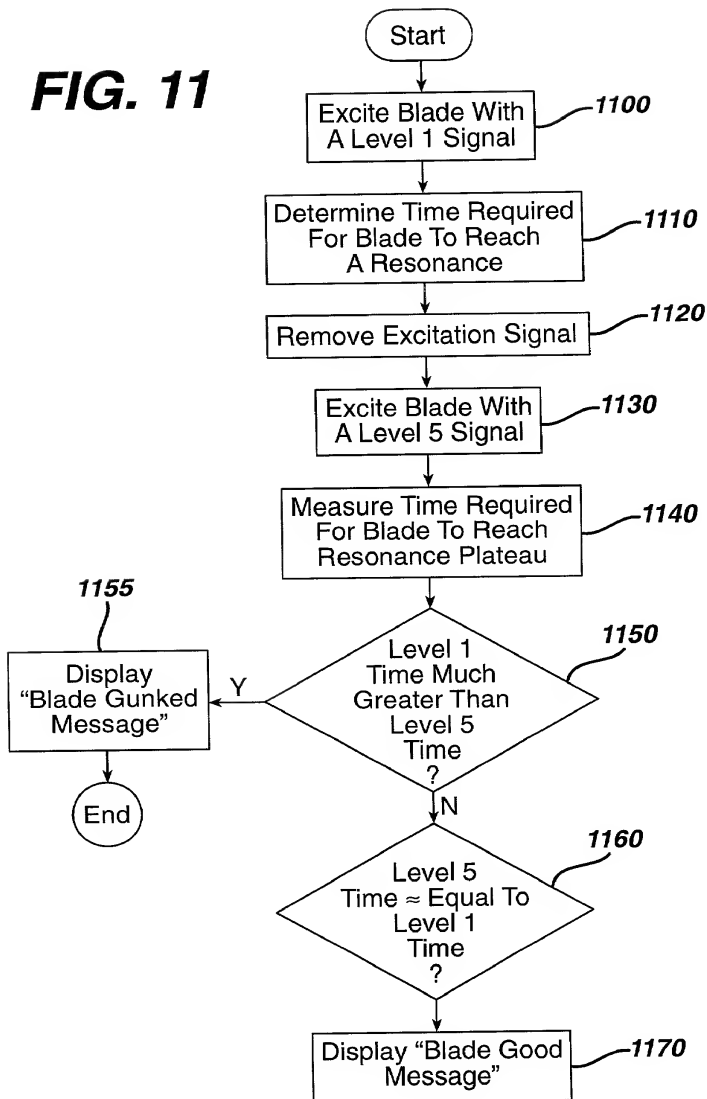 FIG. 11
Start
Excite Blade With
A Level 1 Signal
1100
Determine Time Required
For Blade To Reach
A Resonance
1110
Remove Excitation Signal
1120
Excite Blade With
A Level 5 Signal
1130
Measure Time Required
For Blade To Reach
Resonance Plateau
1140
Level 1
Time Much
Greater Than
Level 5
Time
?
1150
Y
1155
Display
“Blade Gunked
Message”
End
N
Level 5
Time ≈ Equal To
Level 1
Time
?
1160
Display “Blade Good
Message”
1170